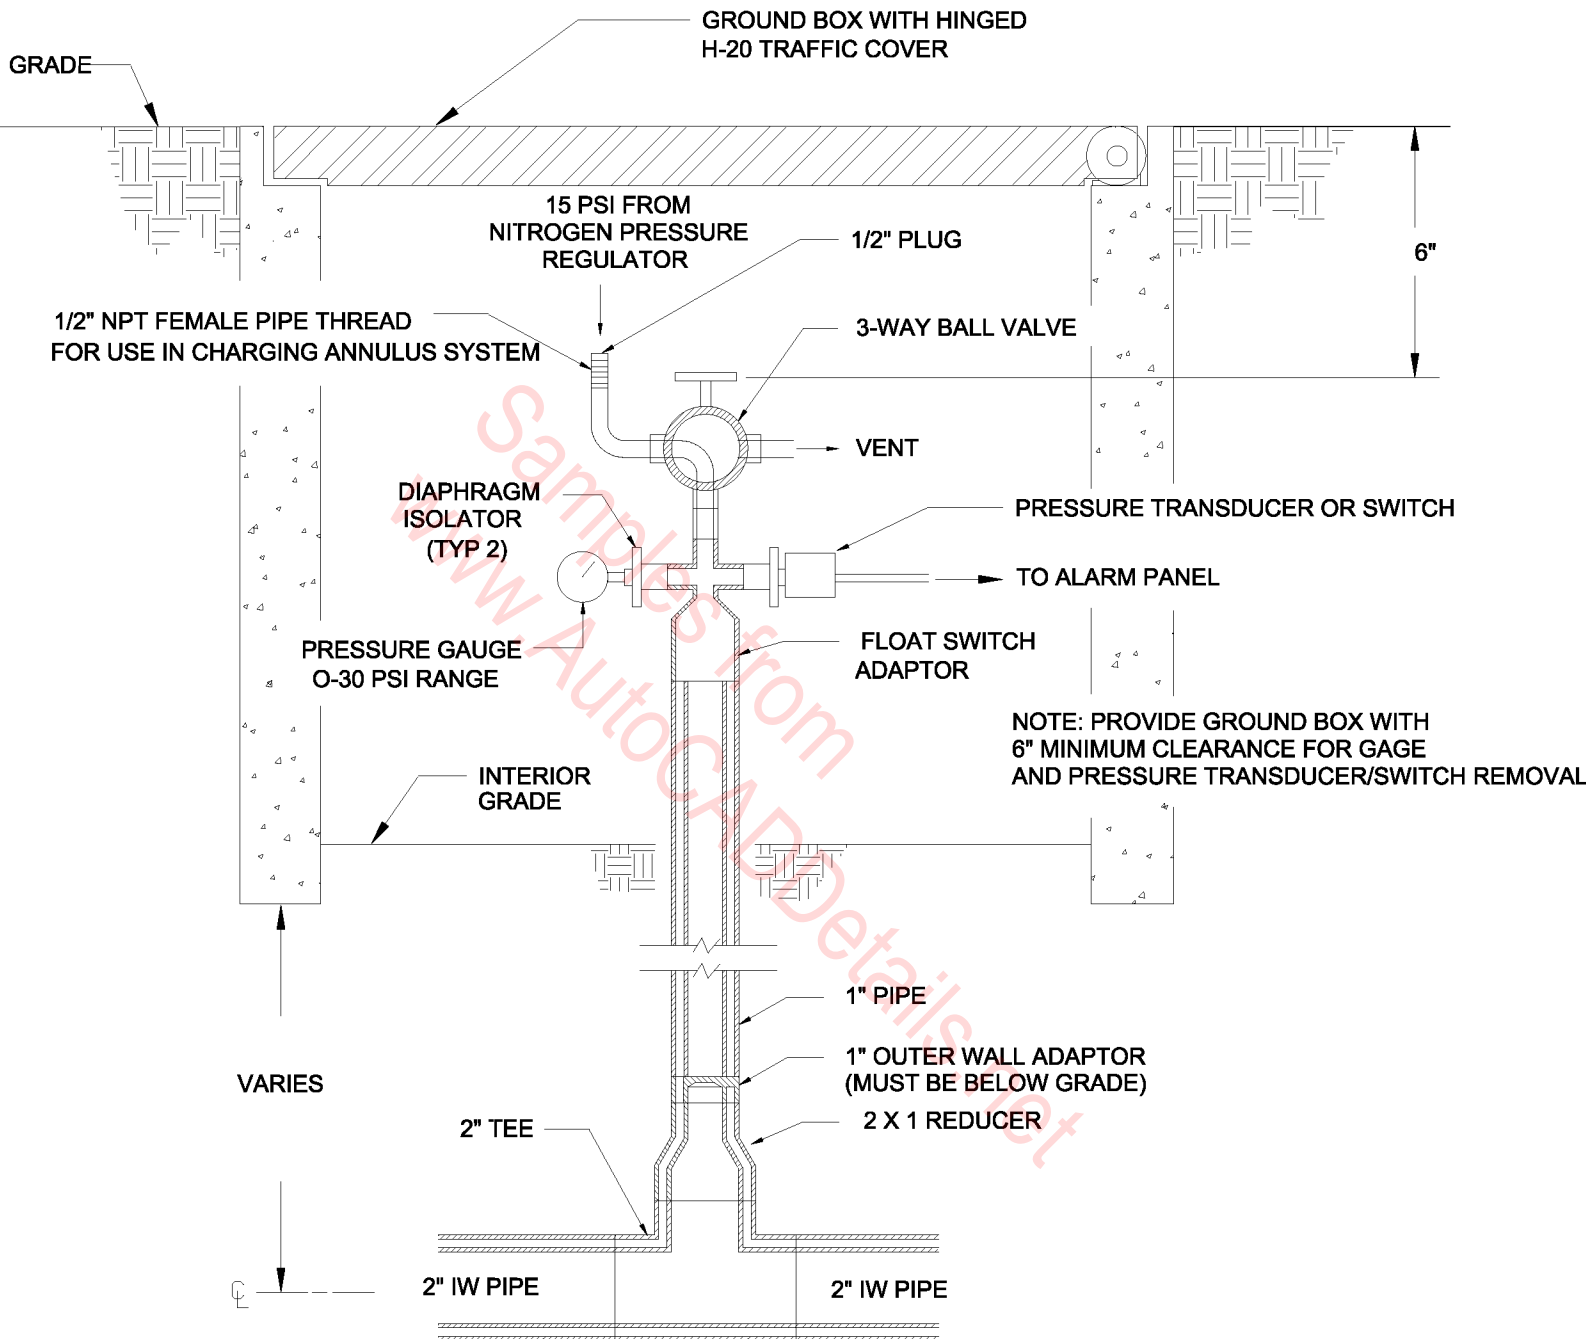 GROUND BOX WITH HINGED
H-20 TRAFFIC COVER
GRADE
15 PSI FROM
NITROGEN PRESSURE
REGULATOR
1/2" PLUG
6"
1/2" NPT FEMALE PIPE THREAD
FOR USE IN CHARGING ANNULUS SYSTEM
3-WAY BALL VALVE
VENT
DIAPHRAGM
ISOLATOR
(TYP 2)
PRESSURE TRANSDUCER OR SWITCH
TO ALARM PANEL
PRESSURE GAUGE
O-30 PSI RANGE
FLOAT SWITCH
ADAPTOR
NOTE: PROVIDE GROUND BOX WITH
6" MINIMUM CLEARANCE FOR GAGE
AND PRESSURE TRANSDUCER/SWITCH REMOVAL
INTERIOR
GRADE
1" PIPE
1" OUTER WALL ADAPTOR
(MUST BE BELOW GRADE)
VARIES
2" TEE
2 X 1 REDUCER
CL
2" IW PIPE
2" IW PIPE
Samples from
www.AutoCADDetails.net